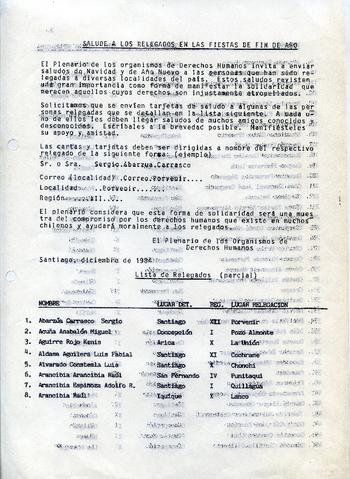 SALUDE A LOS RELEGADOS EN LAS FIESTAS DE FIN DE AÑO
El Plenario de los organismos de Derechos Humanos invita a enviar
saludos de Navidad y de Año Nuevo a las personas que han sido re-
legadas a diversas localidades del país. Estos saludos revisten
una gran importancia como forma de manifestar la solidaridad que
merecen aquellos cuyos derechos son injustamente atropellados.
Solicitamos que se envíen tarjetas de saludo a algunas de las per
sonas relegadas que se detallan en la lista siguiente. A cada u-
no de ellos les deben llegar saludos de muchos amigos conocidos y
desconocidos. Escríbales a la brevedad posible. Manifiésteles
su apoyo y amistad.
Las cartas y tarjetas deben ser dirigidas a nombre del respectivo
relegado de la siguiente forma (ejemplo)
Sr. o Sra. Sergio Abarzua Carrasco
Correo (localidad) .Correo Porvenir....
Localidad .....Porvenir....
Región
El plenario considera que esta forma de solidaridad será una mues
tra del compromiso por los derechos humanos que existe en muchos
chilenos y ayudará moralmente a los relegados.
El Plenario de los Organismos de
Derechos Humanos
Santiago, diciembre de 1984
Lista de Relegados (parcial)
NOMBRE LUGAR DET. REG. LUGAR RELEGACION
1. Abarzúa Carrasco Sergio Santiago XII Porvenir
2. Acuña Anabalón Miguel Concepción I Pozo Almonte
3. Aguirre Rojo Kenis Arica X La Unión
4. Aldama Aguilera Luis Fabial Santiago XI Cochrane
5. Alvarado Constenla Luis Santiago X Chonchi
6. Arancibia Arancibia Raúl San Fernando IV Punitaqui
7. Arancibia Espinoza Adolfo R. Santiago I Quillagua
8. Arancibia Raúl Iquique X Lanco